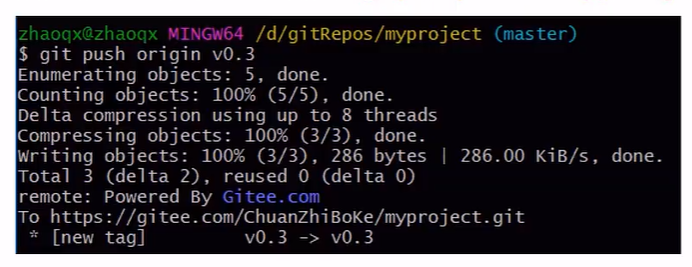 zhaoqx@zhaoqx MINGW64 /d/gitRepos/myproject (master)
$ git push origin v0.3
Enumerating objects: 5, done.
Counting objects: 100% (5/5), done.
Delta compression using up to 8 threads
Compressing objects: 100% (3/3), done.
Writing objects: 100% (3/3), 286 bytes | 286.00 KiB/s, done.
Total 3 (delta 2), reused 0 (delta 0)
remote: Powered By Gitee.com
To https://gitee.com/ChuanZhiBoKe/myproject.git
 * [new tag]         v0.3 -> v0.3